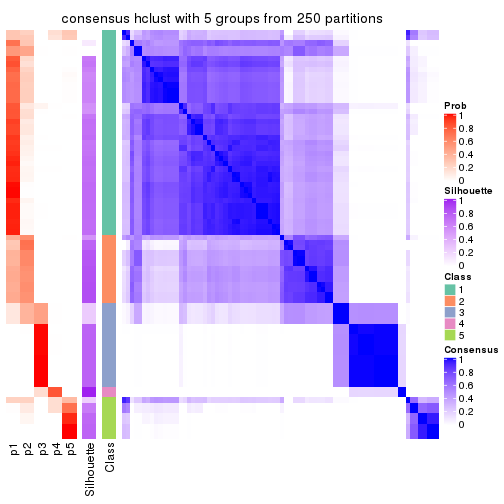 consensus hclust with 5 groups from 250 partitions
Prob
1
0.8
0.6
0.4
0.2
0
Silhouette
1
0.8
0.6
0.4
0.2
0
Class
1
2
3
4
5
Consensus
1
0.8
0.6
0.4
0.2
0
p1
p2
p3
p4
p5
Silhouette
Class